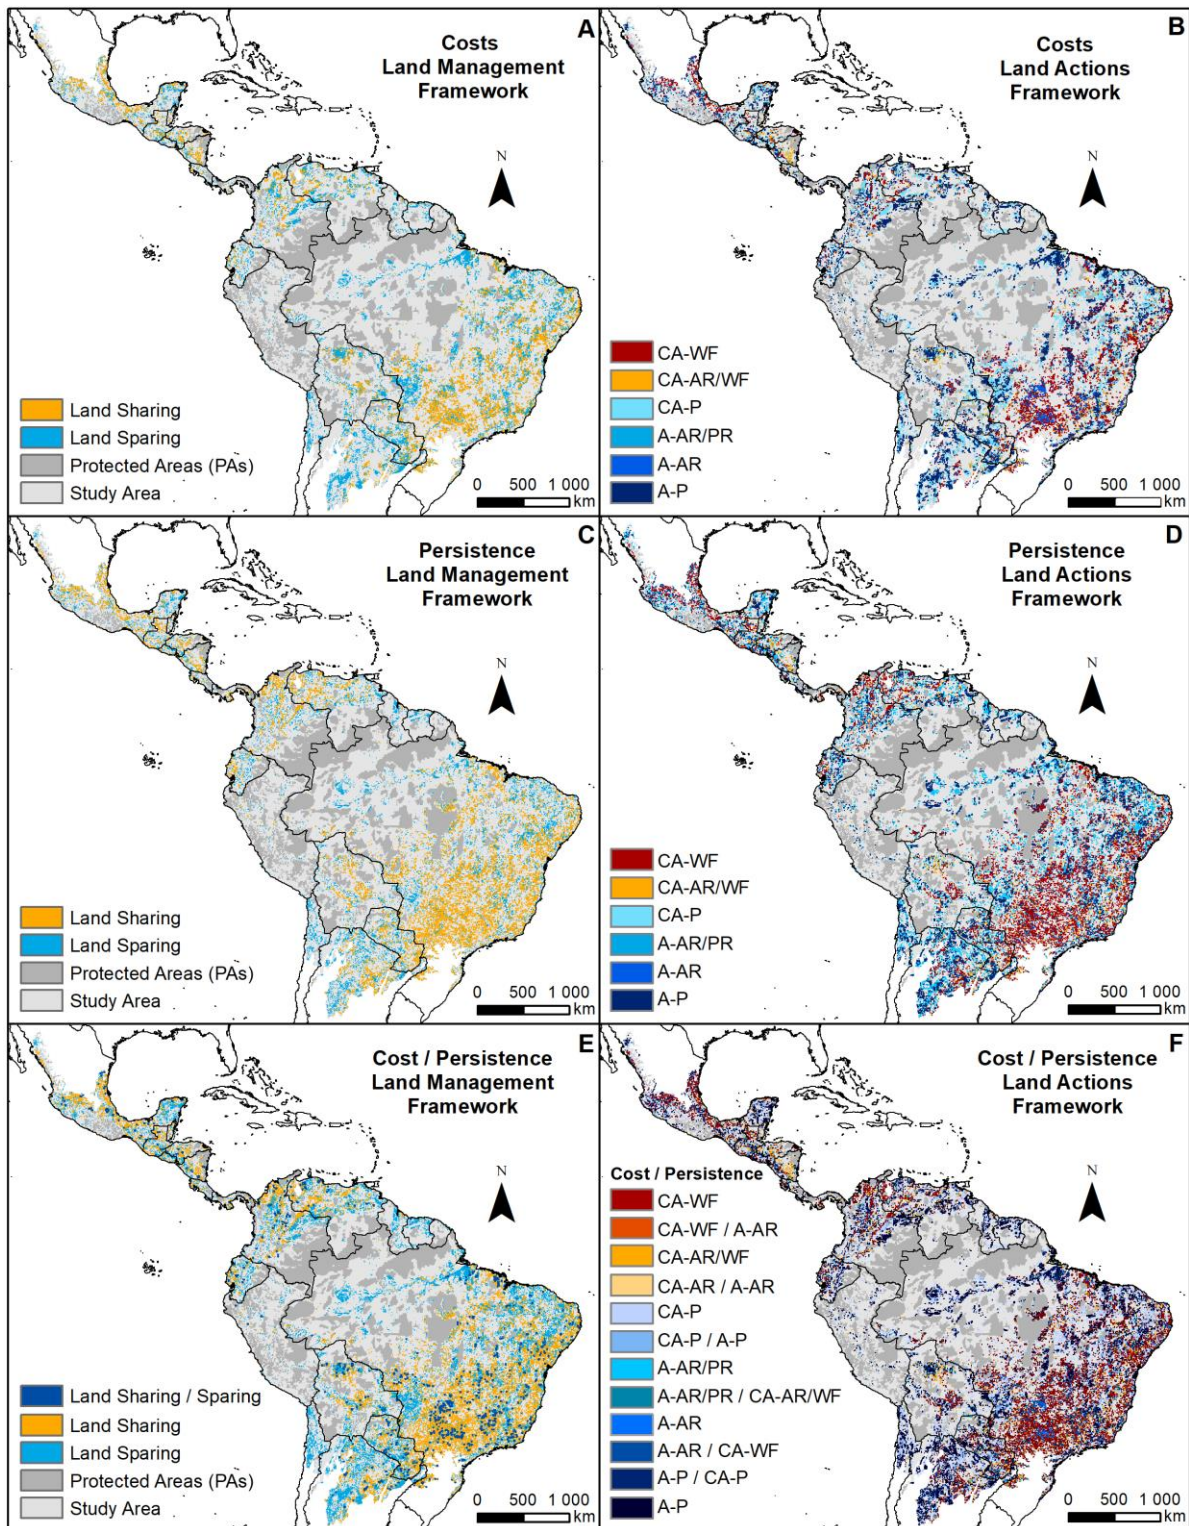 A
Costs
Land Management
Framework
N
Land Sharing
Land Sparing
Protected Areas (PAs)
Study Area
0 500 1 000
km
B
Costs
Land Actions
Framework
N
CA-WF
CA-AR/WF
CA-P
A-AR/PR
A-AR
A-P
0 500 1 000
km
C
Persistence
Land Management
Framework
N
Land Sharing
Land Sparing
Protected Areas (PAs)
Study Area
0 500 1 000
km
D
Persistence
Land Actions
Framework
N
CA-WF
CA-AR/WF
CA-P
A-AR/PR
A-AR
A-P
0 500 1 000
km
E
Cost / Persistence
Land Management
Framework
N
Land Sharing / Sparing
Land Sharing
Land Sparing
Protected Areas (PAs)
Study Area
0 500 1 000
km
F
Cost / Persistence
Land Actions
Framework
N
Cost / Persistence
CA-WF
CA-WF / A-AR
CA-AR/WF
CA-AR / A-AR
CA-P
CA-P / A-P
A-AR/PR
A-AR/PR / CA-AR/WF
A-AR
A-AR / CA-WF
A-P / CA-P
A-P
0 500 1 000
km